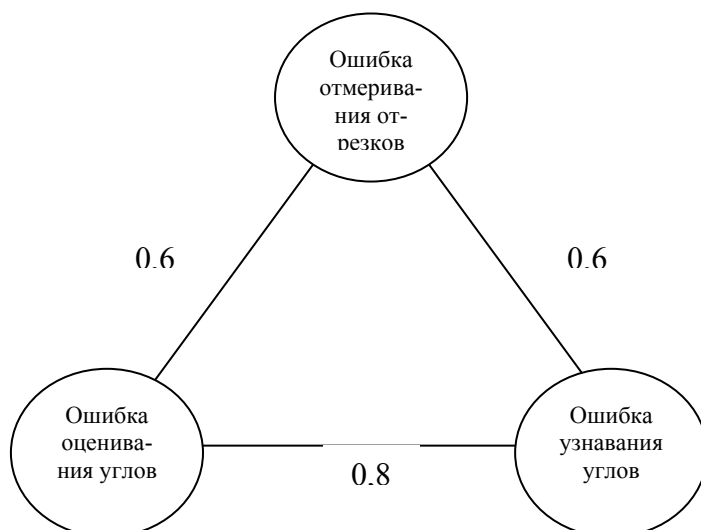 Ошибка
отмерива-
ния от-
резков
0.6
0.6
Ошибка
оценива-
ния углов
Ошибка
узнавания
углов
0.8